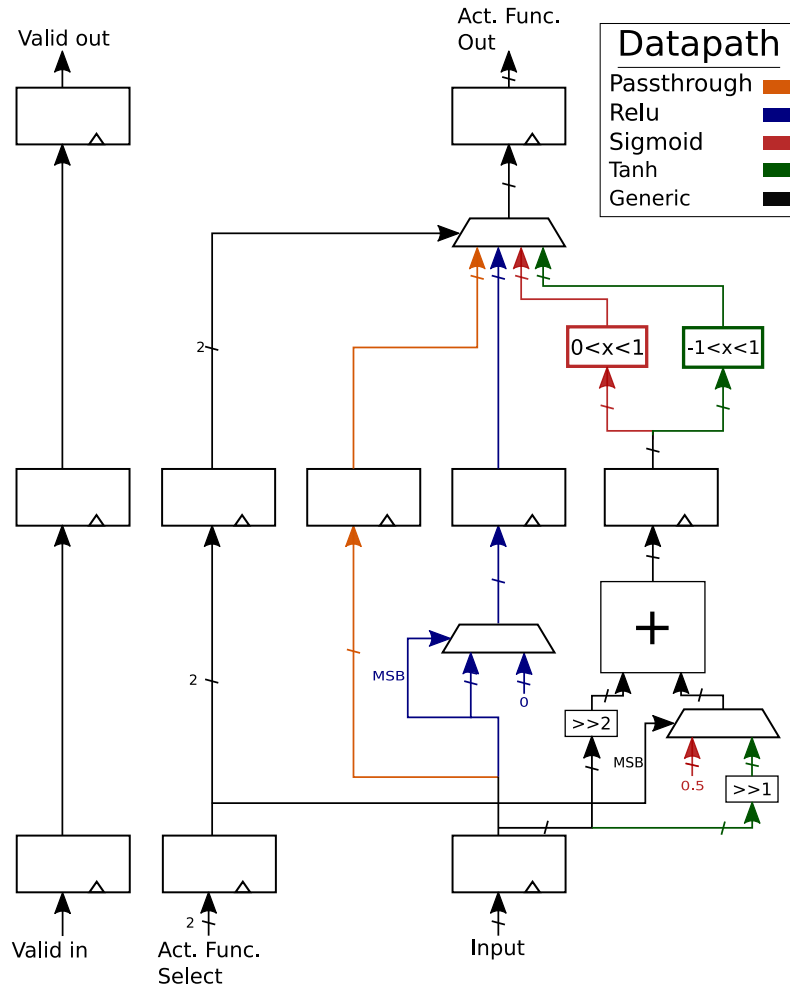 Valid out
Act. Func.
Out
Datapath
Passthrough
Relu
Sigmoid
Tanh
Generic
2
0<x<1
-1<x<1
+
2
MSB
0
>>2
MSB
0.5
>>1
2
Valid in
Act. Func.
Select
Input